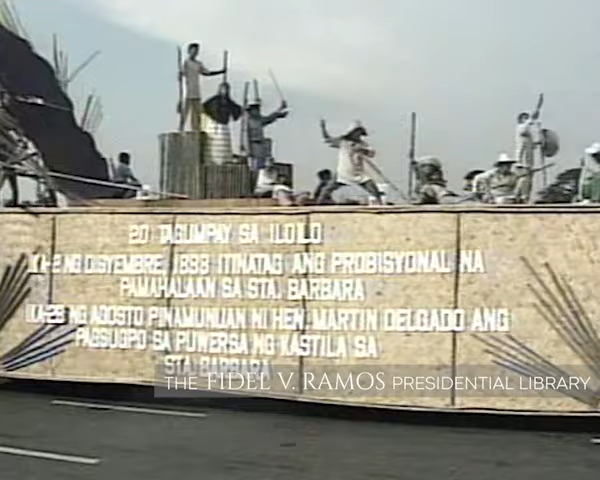 20. TAGUMPAY SA ILOILO
IKA-2 NG DISYEMBRE, 1898 ITINATAG ANG PROBISYONAL NA
PAMAHALAAN SA STA. BARBARA
IKA-28 NG AGOSTO PINAMUNUAN NI HEN. MARTIN DELGADO ANG
PAGSUGPO SA PUWERSA NG KASTILA SA
STA. BARBARA
THE FIDEL V. RAMOS PRESIDENTIAL LIBRARY